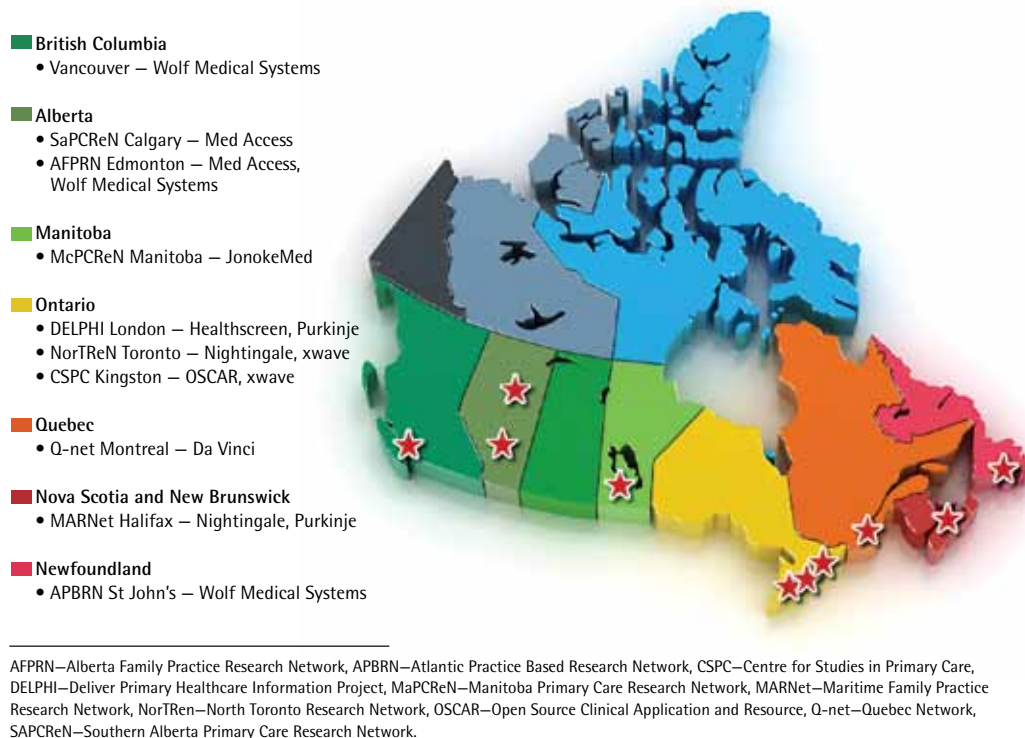 British Columbia
• Vancouver — Wolf Medical Systems
Alberta
• SaPCReN Calgary — Med Access
• AFPRN Edmonton — Med Access,
Wolf Medical Systems
Manitoba
• McPCReN Manitoba — JonokeMed
Ontario
• DELPHI London — Healthscreen, Purkinje
• NorTReN Toronto — Nightingale, xwave
• CSPC Kingston — OSCAR, xwave
Quebec
• Q-net Montreal — Da Vinci
Nova Scotia and New Brunswick
• MARNet Halifax — Nightingale, Purkinje
Newfoundland
• APBRN St John's — Wolf Medical Systems
AFPRN—Alberta Family Practice Research Network, APBRN—Atlantic Practice Based Research Network, CSPC—Centre for Studies in Primary Care,
DELPHI—Deliver Primary Healthcare Information Project, MaPCReN—Manitoba Primary Care Research Network, MARNet—Maritime Family Practice
Research Network, NorTRen—North Toronto Research Network, OSCAR—Open Source Clinical Application and Resource, Q-net—Quebec Network,
SAPCReN—Southern Alberta Primary Care Research Network.